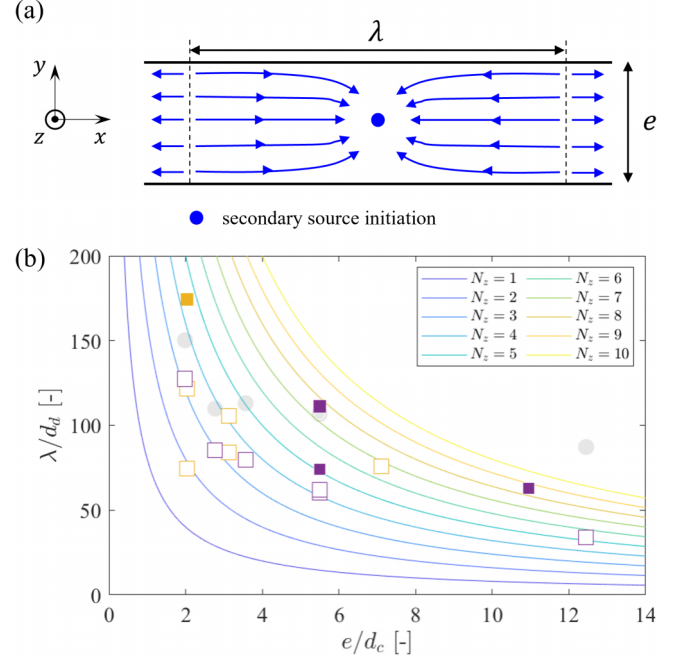 (a)
λ
y
z
x
e
secondary source initiation
(b)
200
150
100
50
0
λ/d_d [-]
N_z = 1
N_z = 2
N_z = 3
N_z = 4
N_z = 5
N_z = 6
N_z = 7
N_z = 8
N_z = 9
N_z = 10
0 2 4 6 8 10 12 14
e/d_c [-]